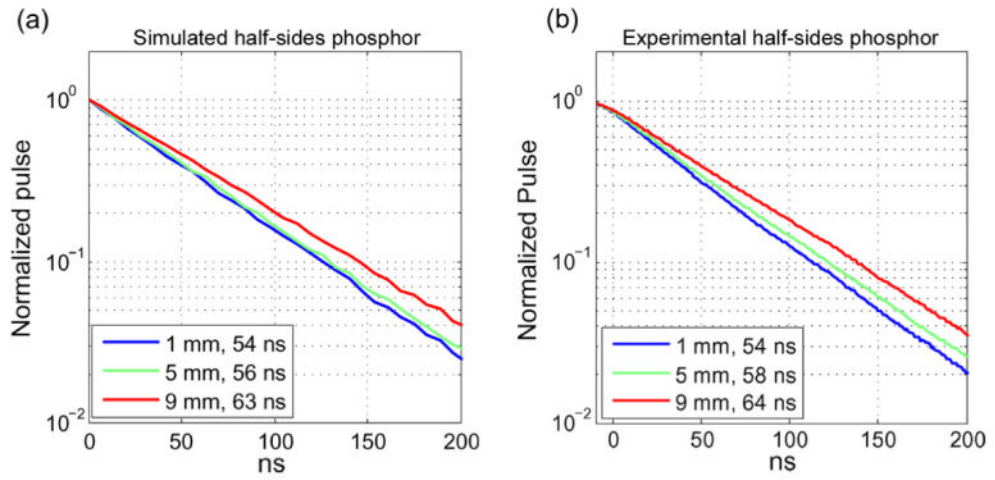 (a)
Simulated half-sides phosphor
Normalized pulse
10^0
10^-1
10^-2
1 mm, 54 ns
5 mm, 56 ns
9 mm, 63 ns
0 50 100 150 200
ns
(b)
Experimental half-sides phosphor
Normalized Pulse
10^0
10^-1
10^-2
1 mm, 54 ns
5 mm, 58 ns
9 mm, 64 ns
0 50 100 150 200
ns